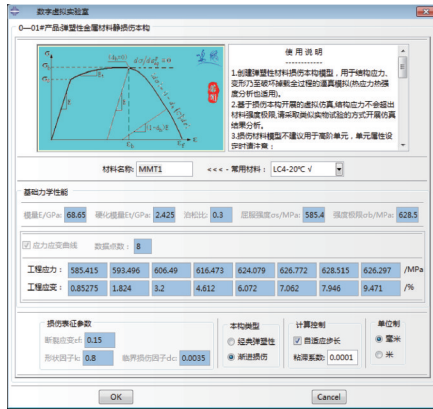 数字虚拟实验室
0—01#产品:弹塑性金属材料静损伤本构
使 用 说 明
------------
1.创建弹塑性材料损伤本构模型，用于结构应力、
变形乃至破坏掉载全过程的逼真模拟(热应力热强
度分析也适用)。
2.基于损伤本构开展的虚拟仿真,结构应力不会超出
材料强度极限,请采取类似实物试验的方式开展仿真
结果分析。
3.损伤材料模型不建议用于高阶单元，单元属性设
定时请注意：
材料名称: MMT1 <<< - 常用材料： LC4-20℃ √
基础力学性能
模量E/GPa: 68.65 硬化模量Et/GPa: 2.425 泊松比: 0.3 屈服强度σs/MPa: 585.4 强度极限σb/MPa: 628.5
应力应变曲线 数据点数： 8
工程应力： 585.415 593.496 606.49 616.473 624.079 626.772 628.515 626.297 /MPa
工程应变： 0.85275 1.824 3.2 4.612 6.072 7.062 7.946 9.471 /%
损伤表征参数 本构类型 计算控制 单位制
断裂应变εf: 0.15 经典弹塑性 自适应步长 毫米
形状因子k: 0.8 临界损伤因子dc: 0.0035 渐进损伤 粘滞系数: 0.0001 米
OK Cancel